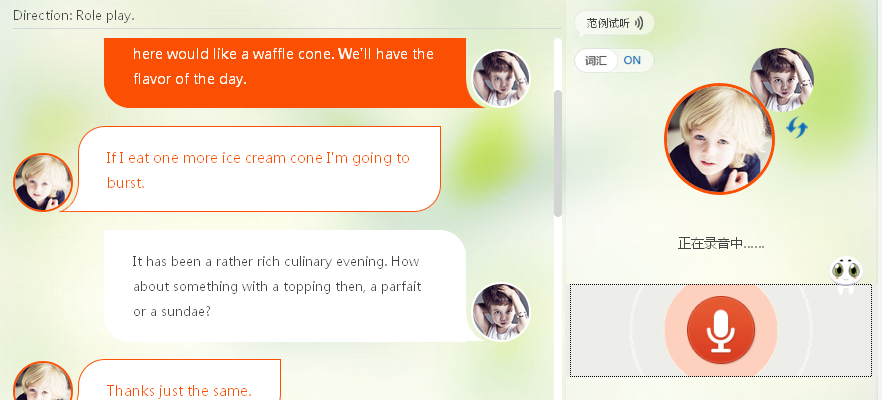 Direction: Role play.
here would like a waffle cone. We'll have the
flavor of the day.
If I eat one more ice cream cone I'm going to
burst.
It has been a rather rich culinary evening. How
about something with a topping then, a parfait
or a sundae?
Thanks just the same.
范例试听
词汇 ON
正在录音中......